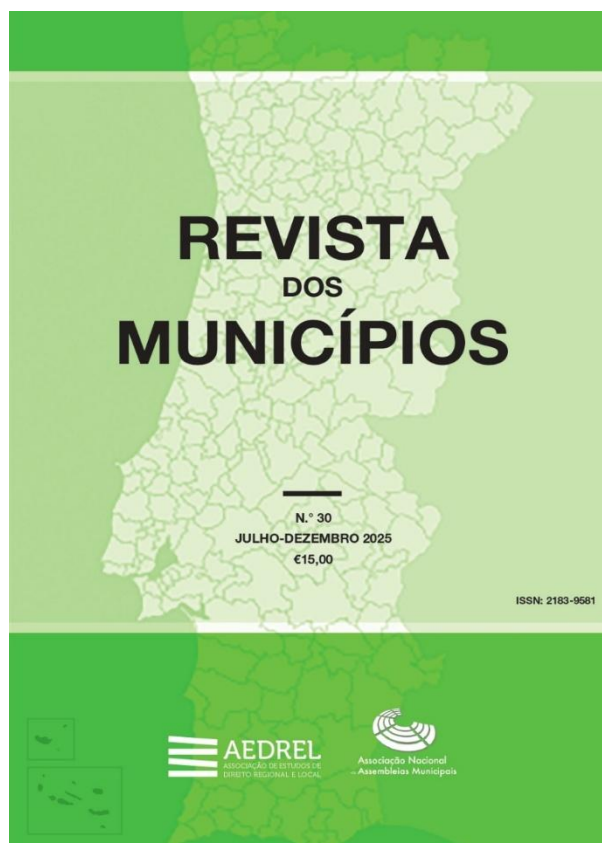 REVISTA
DOS
MUNICÍPIOS
N.º 30
JULHO-DEZEMBRO 2025
€15,00
ISSN: 2183-9581
AEDREL
ASSOCIAÇÃO DE ESTUDOS DE
DIREITO REGIONAL E LOCAL
Associação Nacional
de Assembleias Municipais